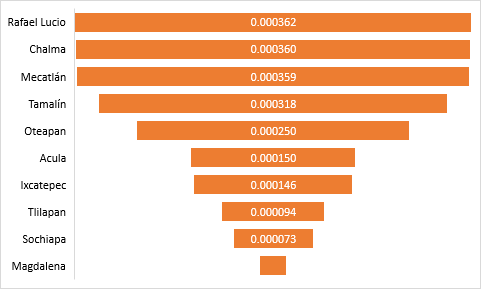 Rafael Lucio 0.000362
Chalma 0.000360
Mecatlán 0.000359
Tamalín 0.000318
Oteapan 0.000250
Acula 0.000150
Ixcatepec 0.000146
Tlilapan 0.000094
Sochiapa 0.000073
Magdalena